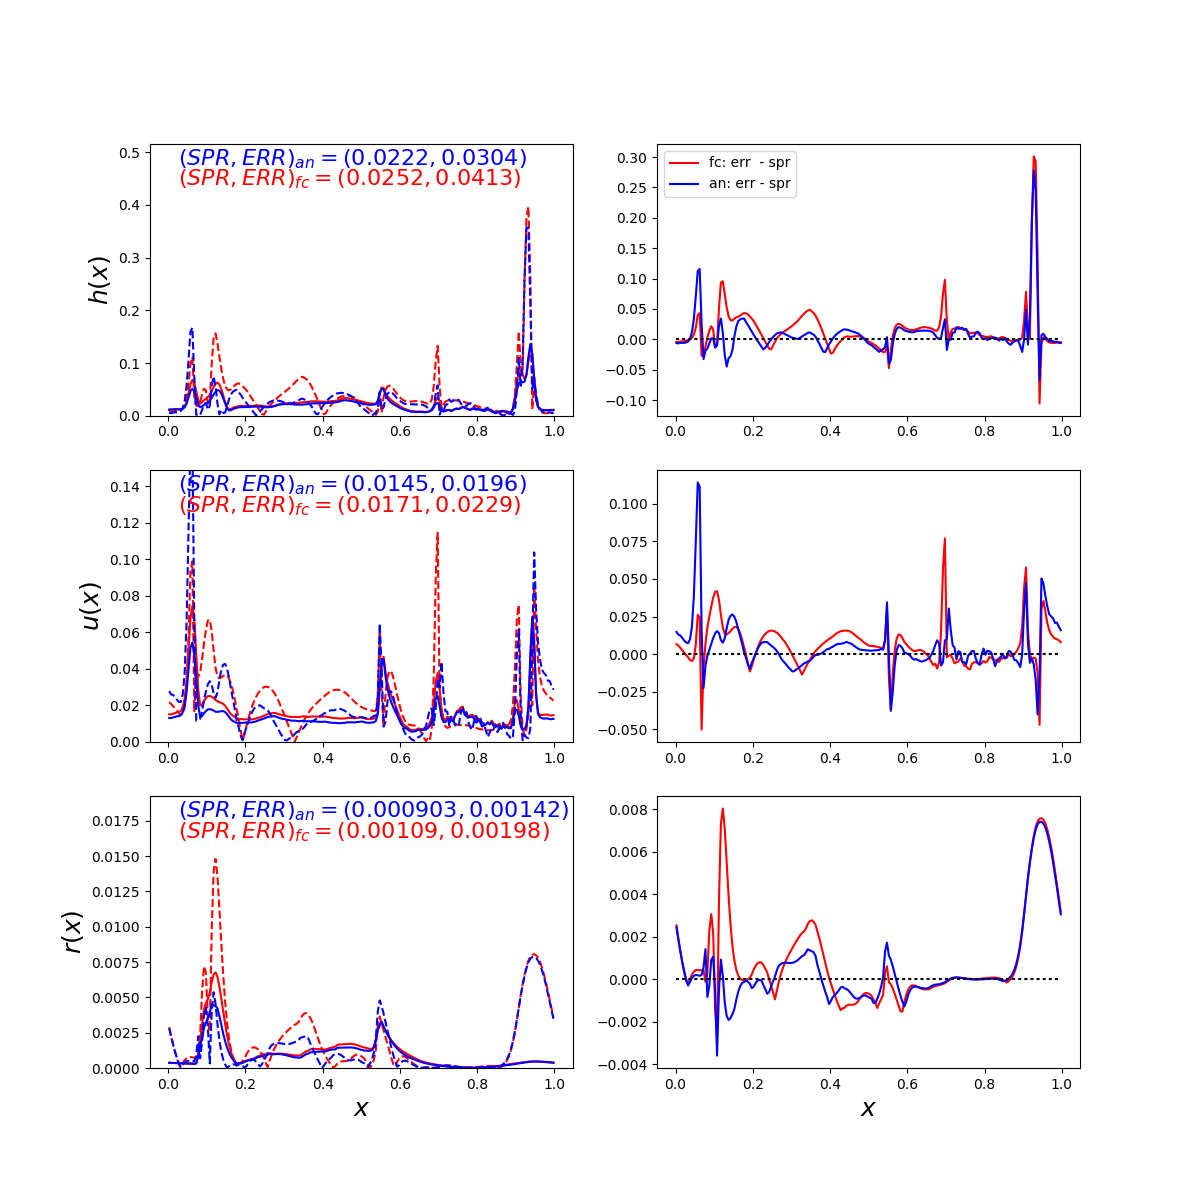 0.5
0.4
0.3
0.2
0.1
0.0
h(x)
(SPR, ERR)an = (0.0222, 0.0304)
(SPR, ERR)fc = (0.0252, 0.0413)
0.0 0.2 0.4 0.6 0.8 1.0
0.30
0.25
0.20
0.15
0.10
0.05
0.00
−0.05
−0.10
fc: err - spr
an: err - spr
0.0 0.2 0.4 0.6 0.8 1.0
0.14
0.12
0.10
0.08
0.06
0.04
0.02
0.00
u(x)
(SPR, ERR)an = (0.0145, 0.0196)
(SPR, ERR)fc = (0.0171, 0.0229)
0.0 0.2 0.4 0.6 0.8 1.0
0.100
0.075
0.050
0.025
0.000
−0.025
−0.050
0.0 0.2 0.4 0.6 0.8 1.0
0.0175
0.0150
0.0125
0.0100
0.0075
0.0050
0.0025
0.0000
r(x)
(SPR, ERR)an = (0.000903, 0.00142)
(SPR, ERR)fc = (0.00109, 0.00198)
0.0 0.2 0.4 0.6 0.8 1.0
x
0.008
0.006
0.004
0.002
0.000
−0.002
−0.004
0.0 0.2 0.4 0.6 0.8 1.0
x